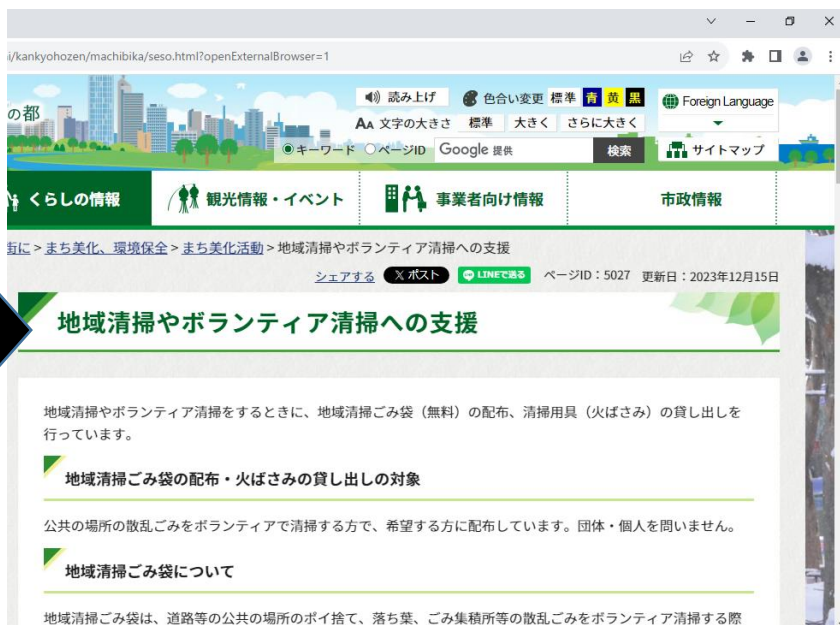 i/kankyohozen/machibika/seso.html?openExternalBrowser=1
の都
読み上げ 色合い変更 標準 青 黄 黒 Foreign Language
AA 文字の大きさ 標準 大きく さらに大きく
キーワード ページID Google 提供 検索 サイトマップ
くらしの情報 観光情報・イベント 事業者向け情報 市政情報
街に > まち美化、環境保全 > まち美化活動 > 地域清掃やボランティア清掃への支援
シェアする X ポスト LINEで送る ページID：5027 更新日：2023年12月15日
地域清掃やボランティア清掃への支援
地域清掃やボランティア清掃をするときに、地域清掃ごみ袋（無料）の配布、清掃用具（火ばさみ）の貸し出しを
行っています。
地域清掃ごみ袋の配布・火ばさみの貸し出しの対象
公共の場所の散乱ごみをボランティアで清掃する方で、希望する方に配布しています。団体・個人を問いません。
地域清掃ごみ袋について
地域清掃ごみ袋は、道路等の公共の場所のポイ捨て、落ち葉、ごみ集積所等の散乱ごみをボランティア清掃する際